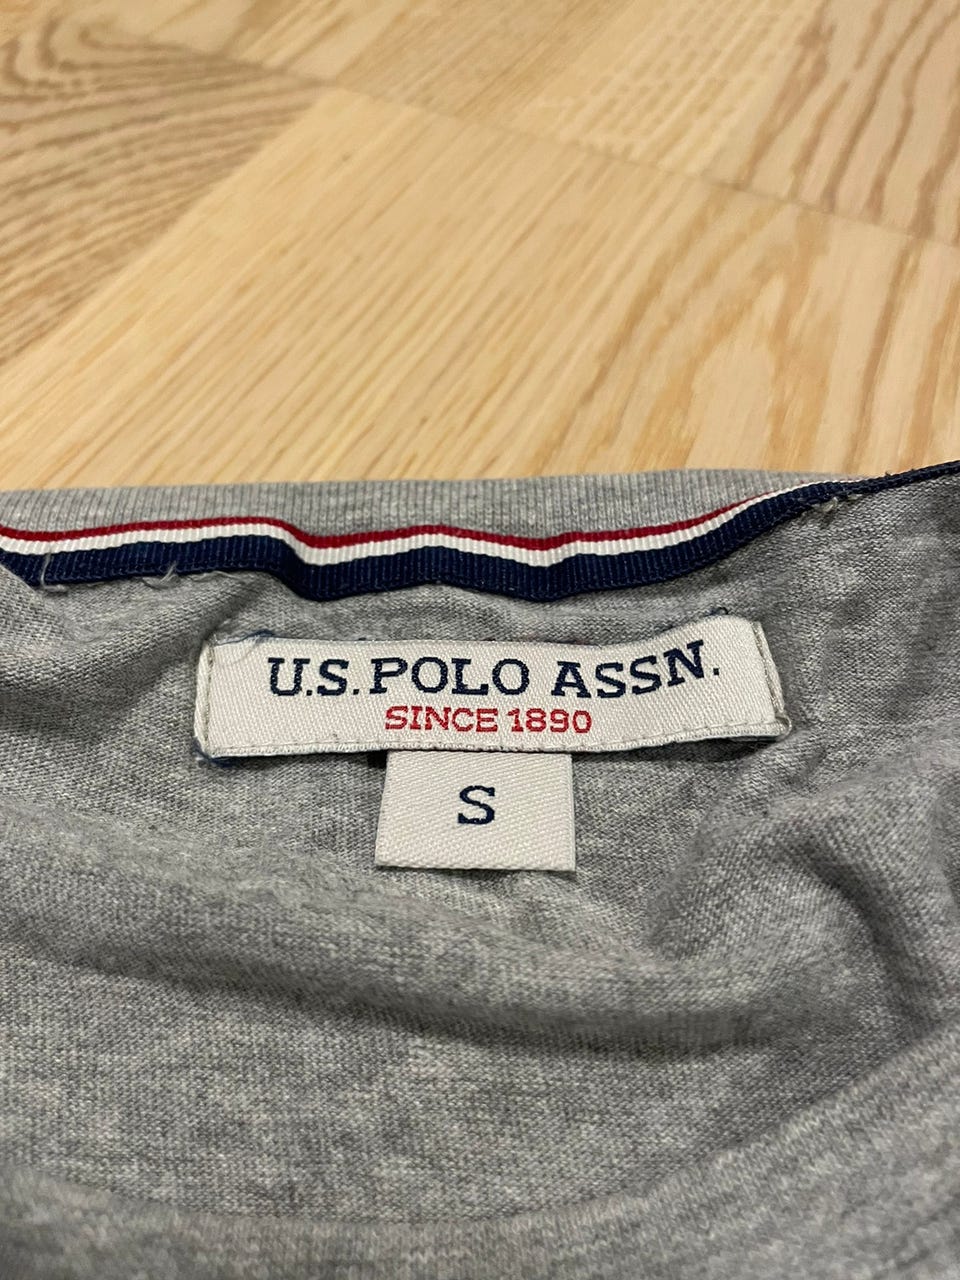 U.S. POLO ASSN.
SINCE 1890
S